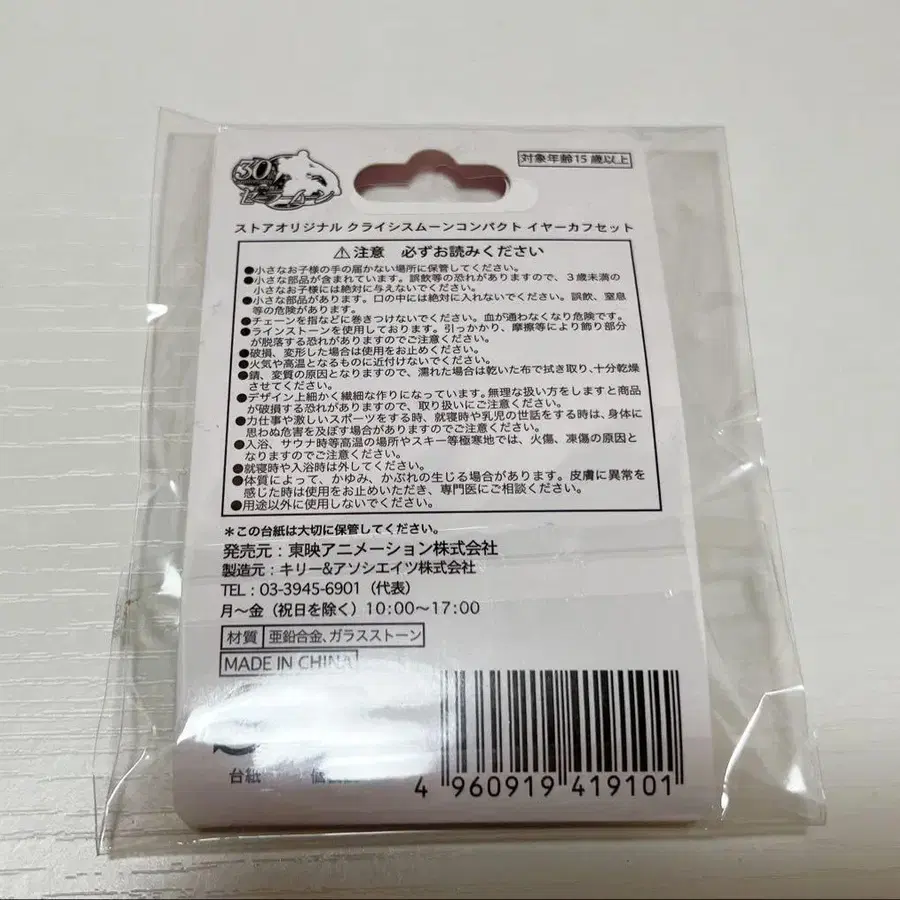 30
セーラームーン
対象年齢15歳以上
ストアオリジナル クライシスムーンコンパクト イヤーカフセット
⚠注意 必ずお読みください
●小さなお子様の手の届かない場所に保管してください。
●小さな部品が含まれています。誤飲等の恐れがありますので、3歳未満の
小さなお子様には絶対に与えないでください。
●小さな部品があります。口の中には絶対に入れないでください。誤飲、窒息
等の危険があります。
●チェーンを指などに巻きつけないでください。血が通わなくなり危険です。
●ラインストーンを使用しております。引っかかり、摩擦等により飾り部分
が脱落する恐れがありますのでご注意ください。
●破損、変形した場合は使用をお止めください。
●火気や高温となるものに近付けないでください。
●錆、変質の原因となりますので、濡れた場合は乾いた布で拭き取り、十分乾燥
させてください。
●デザイン上細かく繊細な作りになっています。無理な扱い方をしますと商品
が破損する恐れがありますので、取り扱いにご注意ください。
●力仕事や激しいスポーツをする時、就寝時や乳児の世話をする時は、身体に
思わぬ危害を及ぼす場合がありますのでご注意ください。
●入浴、サウナ時等高温の場所やスキー等極寒地では、火傷、凍傷の原因と
なりますのでご注意ください。
●就寝時や入浴時は外してください。
●体質によって、かゆみ、かぶれの生じる場合があります。皮膚に異常を
感じた時は使用をお止めいただき、専門医にご相談ください。
●用途以外に使用しないでください。
＊この台紙は大切に保管してください。
発売元：東映アニメーション株式会社
製造元：キリー&アソシエイツ株式会社
TEL：03-3945-6901（代表）
月〜金（祝日を除く）10:00〜17:00
材質 亜鉛合金、ガラスストーン
MADE IN CHINA
台紙
4 960919 419101